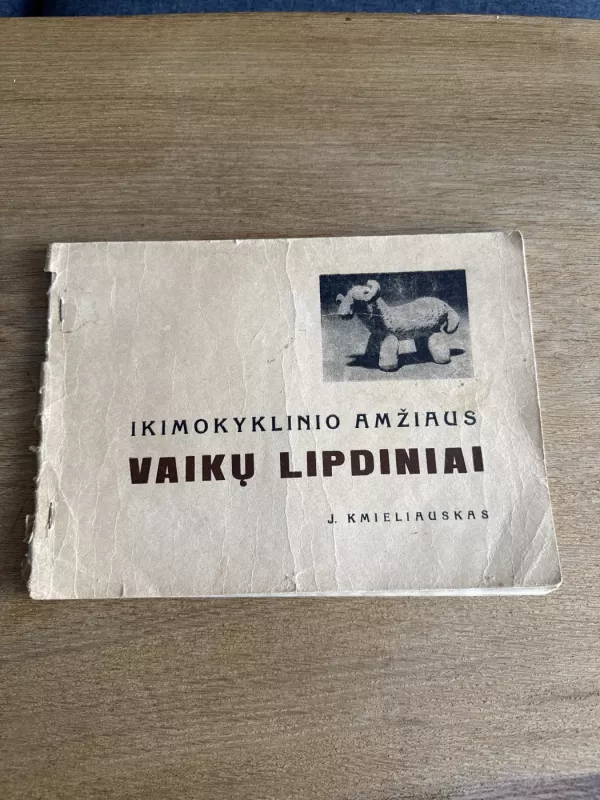 IKIMOKYKLINIO AMŽIAUS
VAIKŲ LIPDINIAI
J. KMIELIAUSKAS